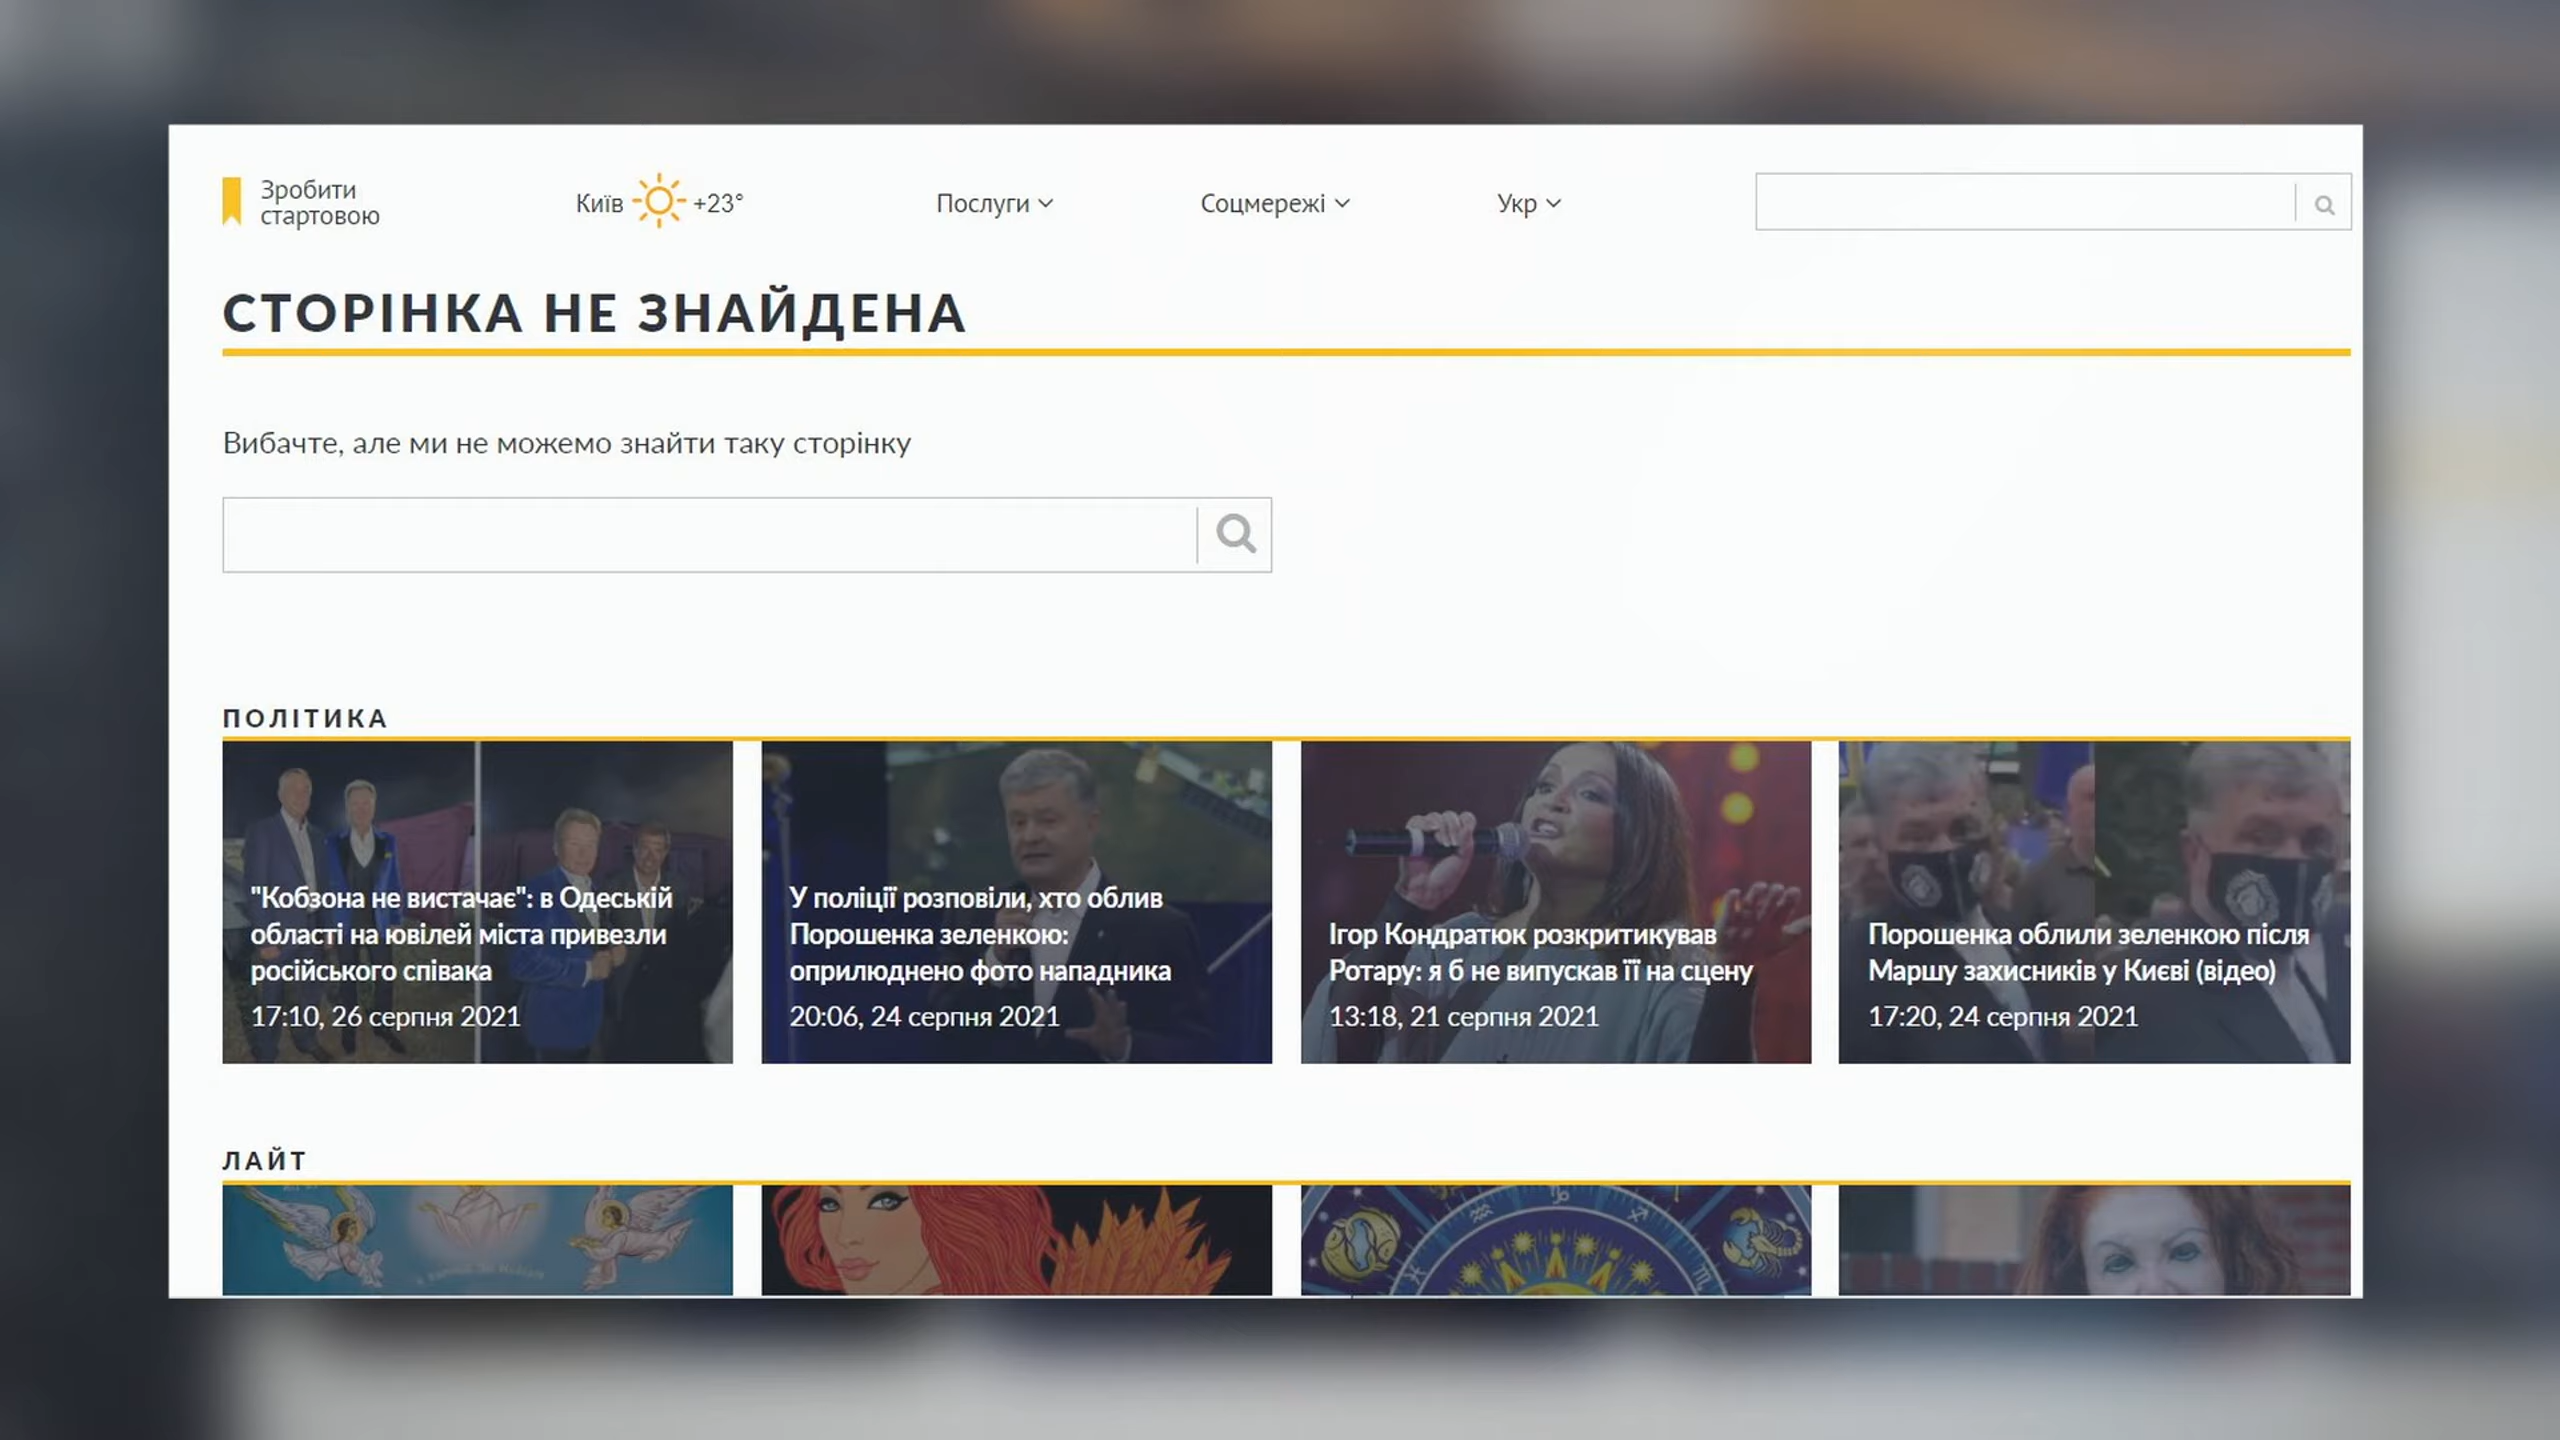 Зробити
стартовою
Київ +23°
Послуги
Соцмережі
Укр
СТОРІНКА НЕ ЗНАЙДЕНА
Вибачте, але ми не можемо знайти таку сторінку
ПОЛІТИКА
"Кобзона не вистачає": в Одеській
області на ювілей міста привезли
російського співака
17:10, 26 серпня 2021
У поліції розповіли, хто облив
Порошенка зеленкою:
оприлюднено фото нападника
20:06, 24 серпня 2021
Ігор Кондратюк розкритикував
Ротару: я б не випускав її на сцену
13:18, 21 серпня 2021
Порошенка облили зеленкою після
Маршу захисників у Києві (відео)
17:20, 24 серпня 2021
ЛАЙТ